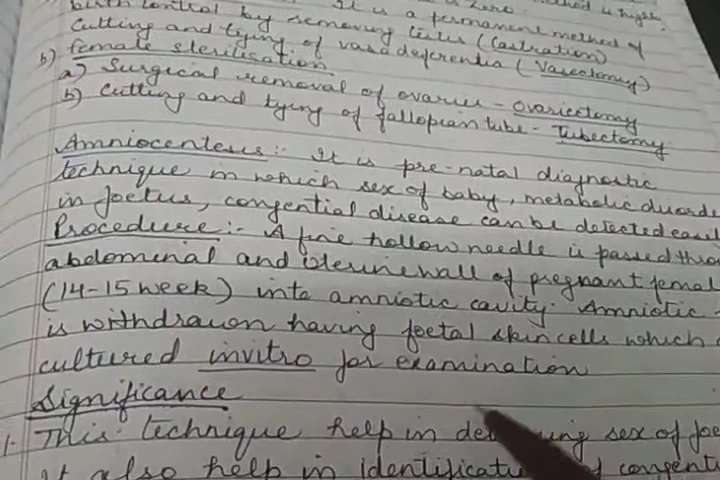 It is a permanent method of
birth control by removing testes (Castration)
Cutting and tying of vasa deferentia (Vasectomy)
b) female sterilisation
a) Surgical removal of ovaries - Ovariectomy
b) Cutting and tying of fallopian tube - Tubectomy
Amniocentesis :- It is pre-natal diagnostic
technique in which sex of baby, metabolic disorde
in foetus, congential disease can be detected easil
Procedure :- A fine hollow needle is passed thro
abdominal and uterine wall of pregnant femal
(14-15 week) into amniotic cavity. Amniotic
is withdrawn having foetal skin cells which
cultured invitro for examination
Significance
1. This technique help in ing sex of foe
it also help in identificati of congent